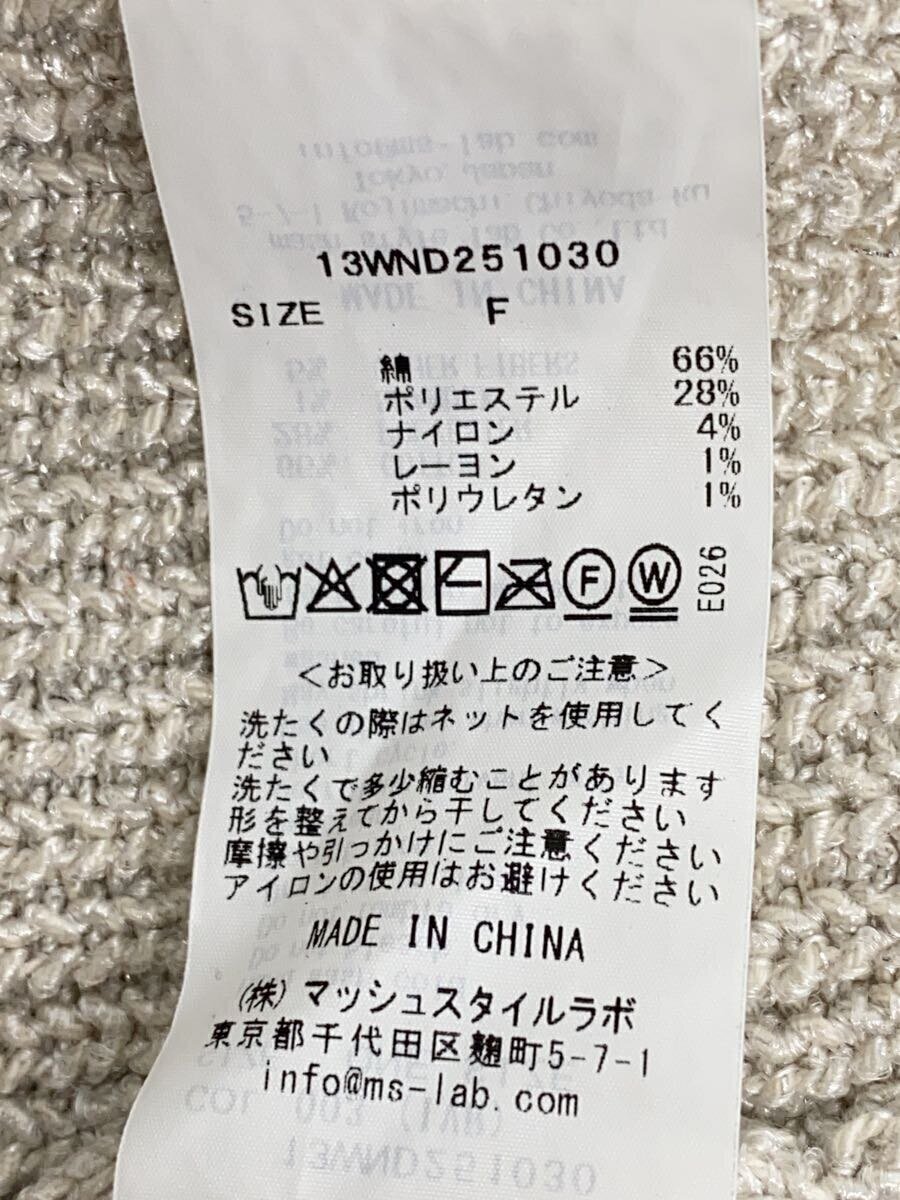 13WND251030
SIZE F
綿 66%
ポリエステル 28%
ナイロン 4%
レーヨン 1%
ポリウレタン 1%
F W E026
<お取り扱い上のご注意>
洗たくの際はネットを使用してく
ださい
洗たくで多少縮むことがあります
形を整えてから干してください
摩擦や引っかけにご注意ください
アイロンの使用はお避けください
MADE IN CHINA
(株)マッシュスタイルラボ
東京都千代田区麹町5-7-1
info@ms-lab.com